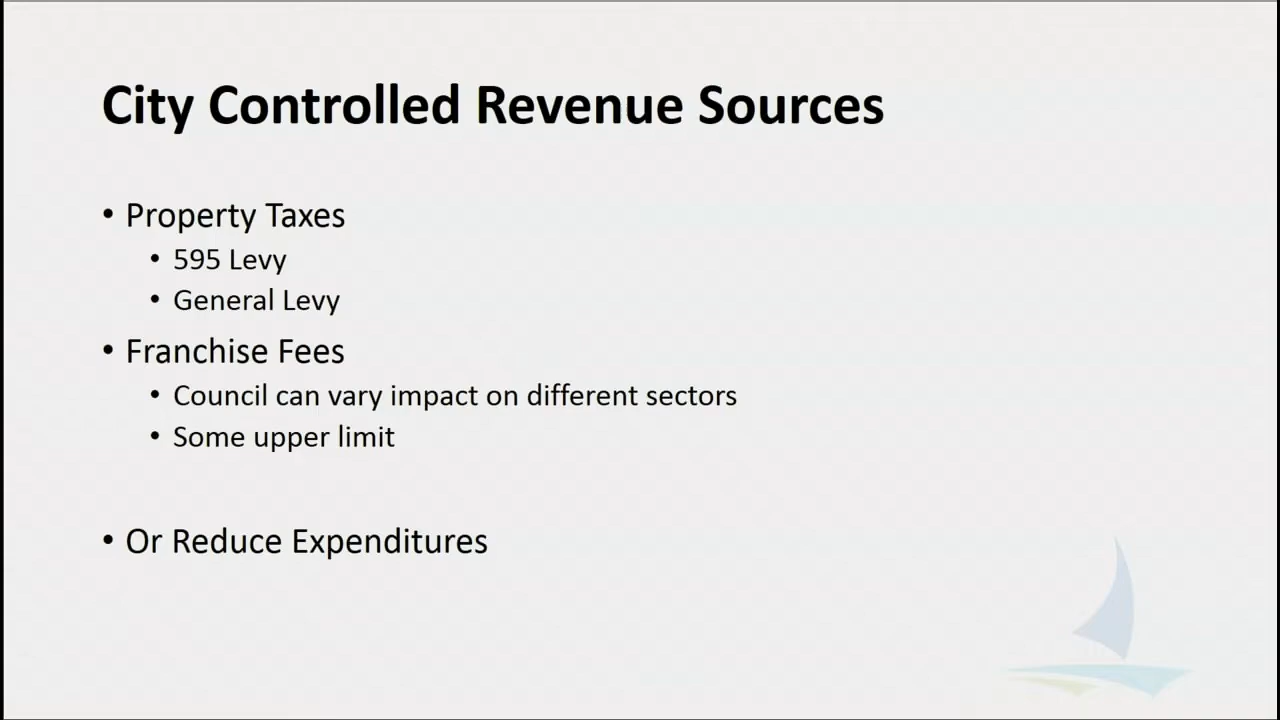 City Controlled Revenue Sources
• Property Taxes
• 595 Levy
• General Levy
• Franchise Fees
• Council can vary impact on different sectors
• Some upper limit
• Or Reduce Expenditures